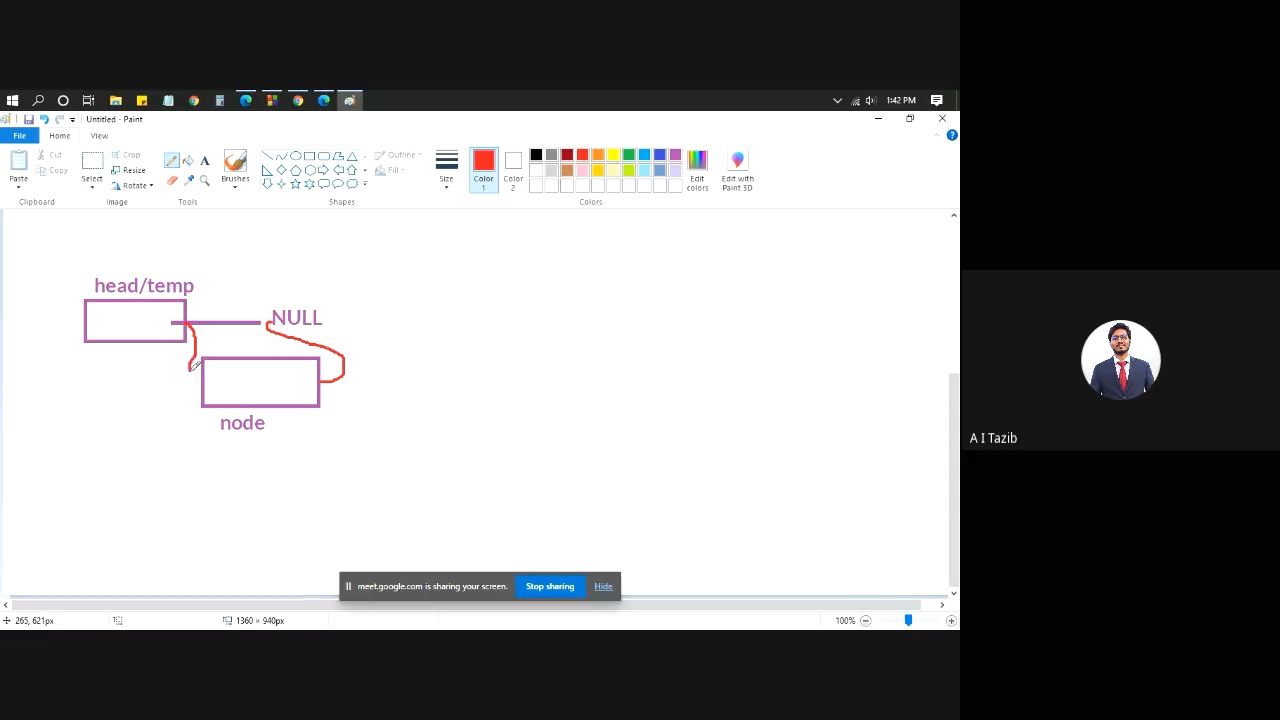 1:42 PM
Untitled - Paint
File Home View
Paste
Cut
Copy
Clipboard
Select
Crop
Resize
Rotate
Image
A
Tools
Brushes
Outline
Fill
Shapes
Size
Color 1
Color 2
Edit colors
Edit with Paint 3D
Colors
head/temp
NULL
node
A I Tazib
meet.google.com is sharing your screen. Stop sharing Hide
265, 621px 1360 × 940px 100%